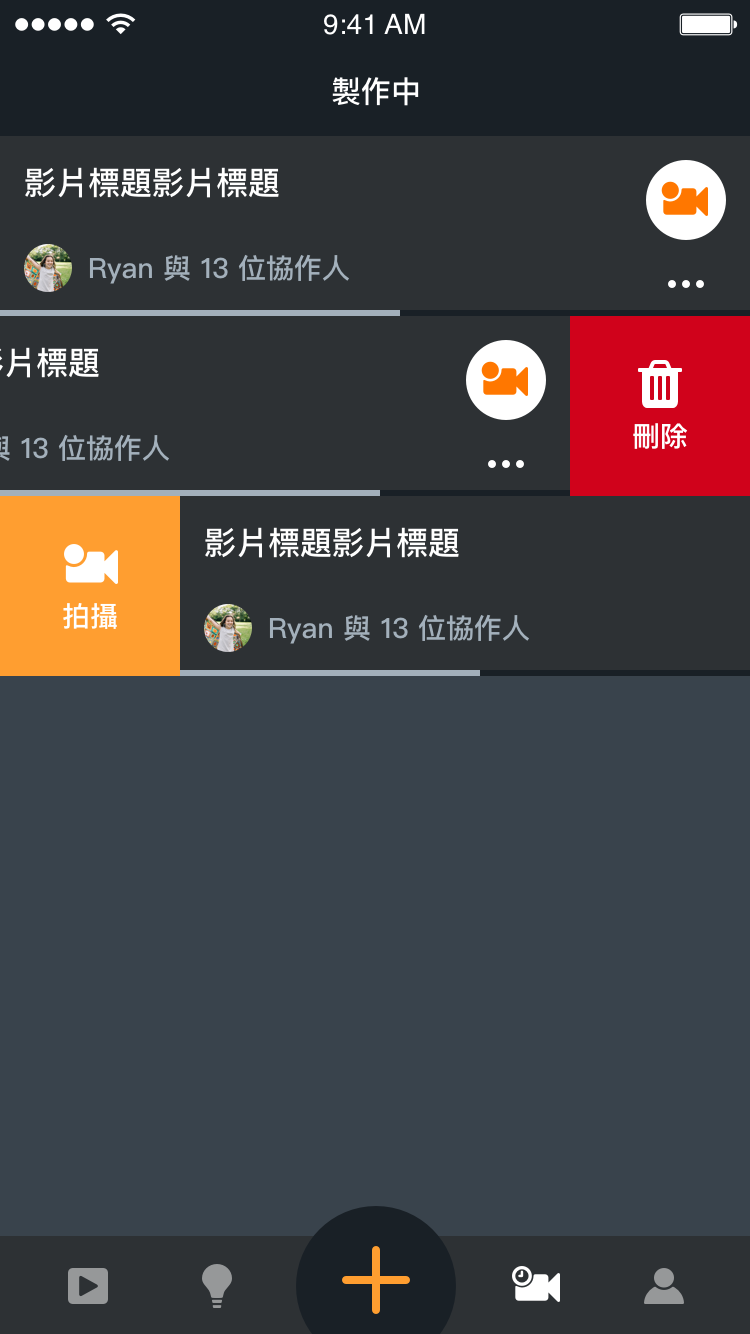 9:41 AM
製作中
影片標題影片標題
Ryan 與 13 位協作人
片標題
與 13 位協作人
刪除
影片標題影片標題
拍攝
Ryan 與 13 位協作人